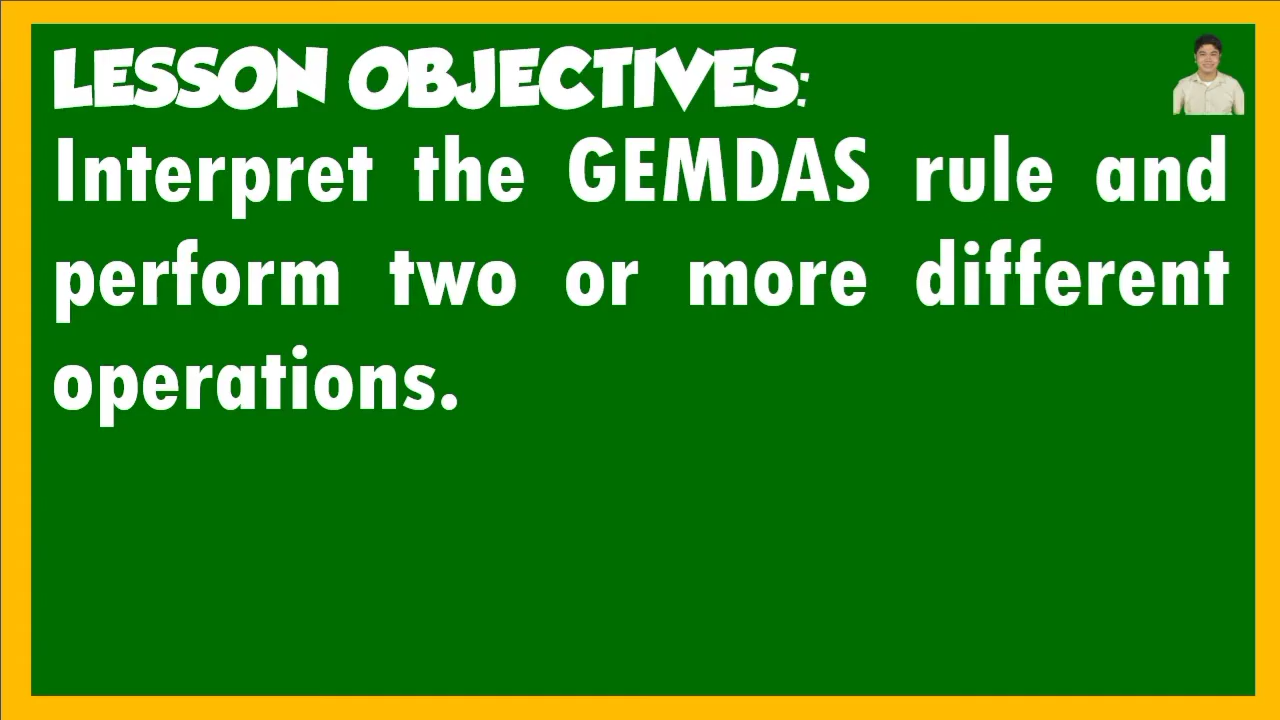 LESSON OBJECTIVES:
Interpret the GEMDAS rule and
perform two or more different
operations.